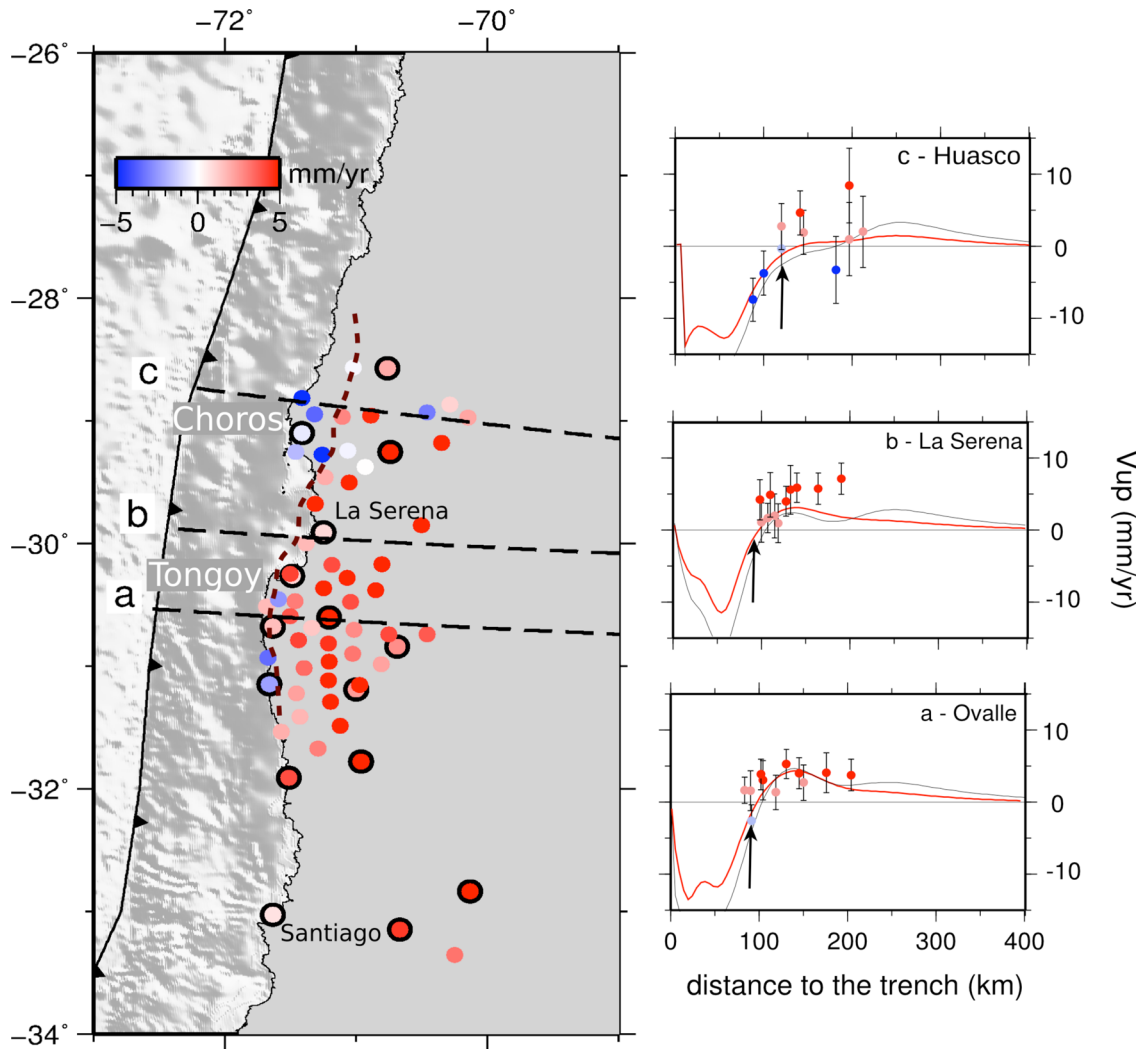 −72˚ −70˚
−26˚
−28˚
−30˚
−32˚
−34˚
mm/yr
−5 0 5
c
Choros
b
La Serena
Tongoy
a
Santiago
c - Huasco
10
0
-10
b - La Serena
10
0
-10
a - Ovalle
10
0
-10
0 100 200 300 400
distance to the trench (km)
Vup (mm/yr)